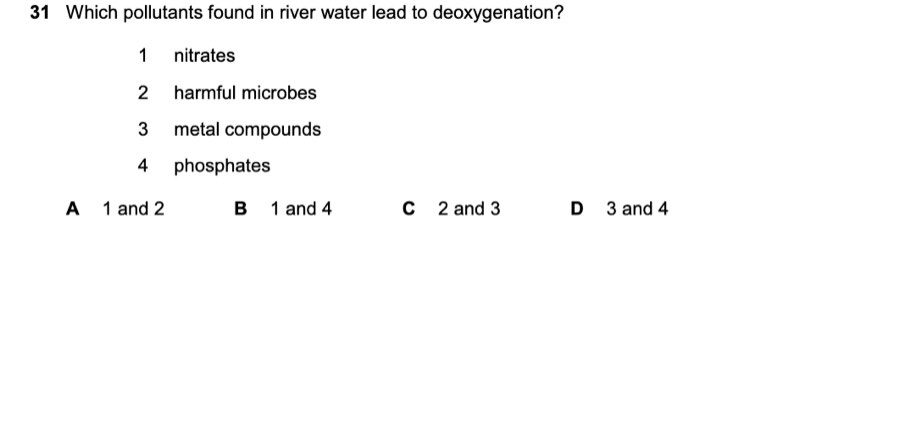 31 Which pollutants found in river water lead to deoxygenation?
1 nitrates
2 harmful microbes
3 metal compounds
4 phosphates
A 1 and 2 B 1 and 4 C 2 and 3 D 3 and 4